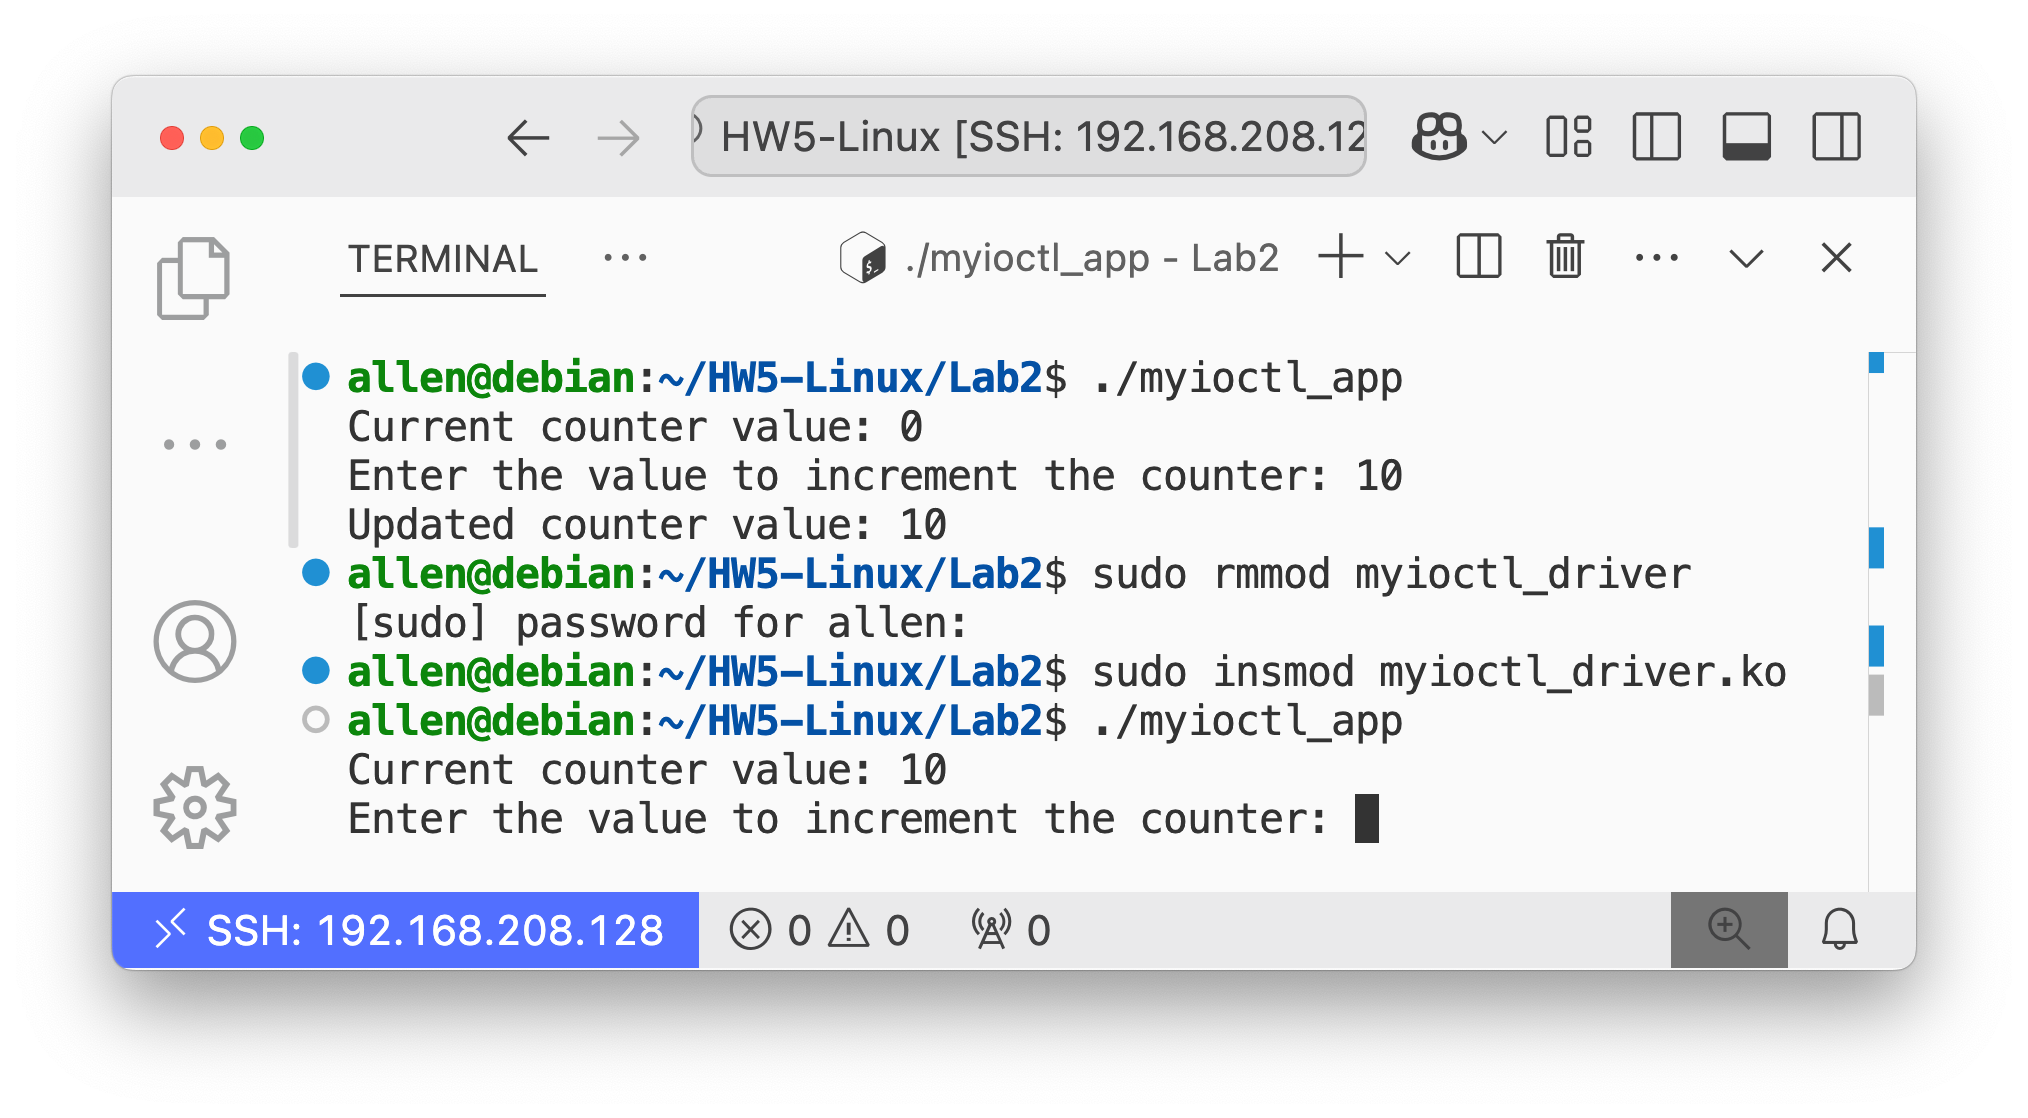 HW5-Linux [SSH: 192.168.208.12
TERMINAL
./myioctl_app - Lab2
allen@debian:~/HW5-Linux/Lab2$ ./myioctl_app
Current counter value: 0
Enter the value to increment the counter: 10
Updated counter value: 10
allen@debian:~/HW5-Linux/Lab2$ sudo rmmod myioctl_driver
[sudo] password for allen:
allen@debian:~/HW5-Linux/Lab2$ sudo insmod myioctl_driver.ko
allen@debian:~/HW5-Linux/Lab2$ ./myioctl_app
Current counter value: 10
Enter the value to increment the counter:
SSH: 192.168.208.128 0 0 0